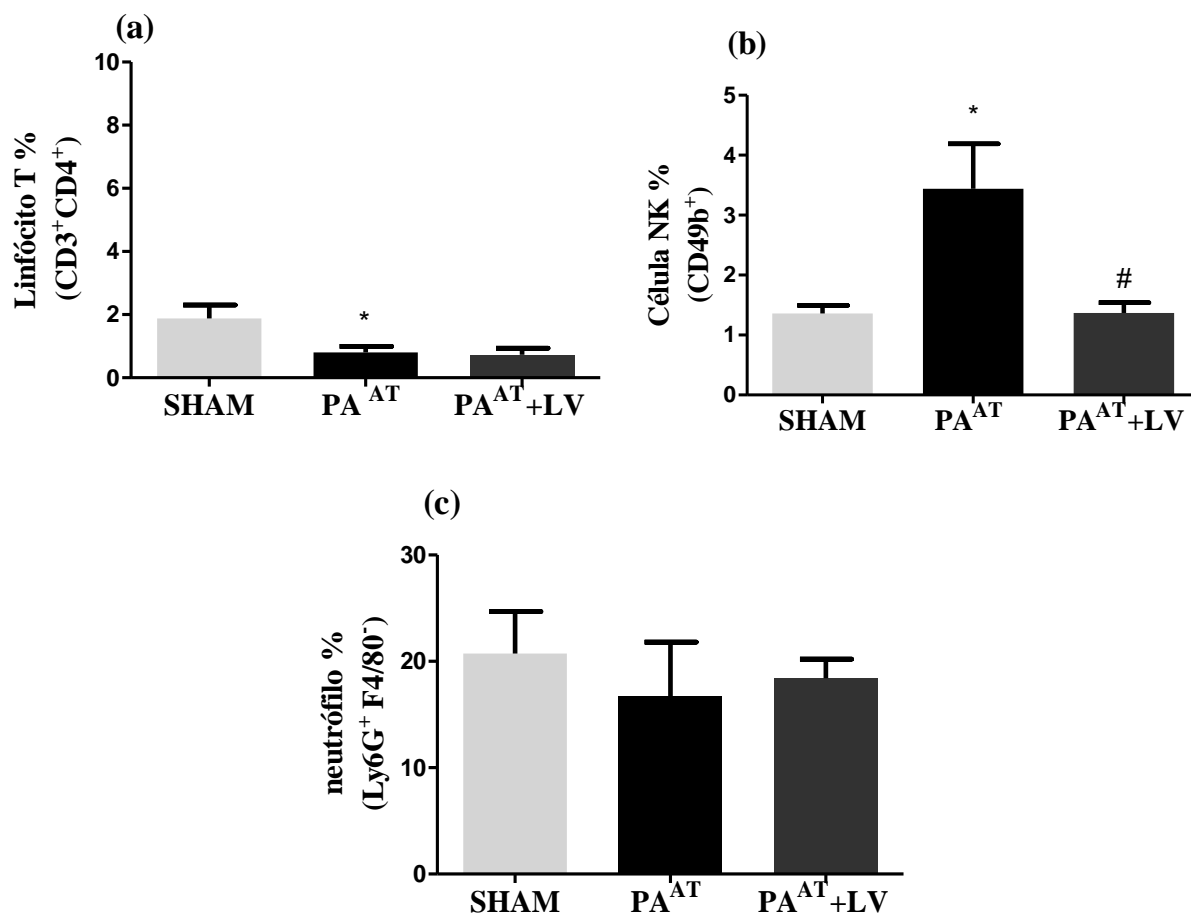 (a)
Linfócito T %
(CD3⁺CD4⁺)
10
8
6
4
2
0
*
SHAM
PA^AT
PA^AT+LV
(b)
Célula NK %
(CD49b⁺)
5
4
3
2
1
0
*
#
SHAM
PA^AT
PA^AT+LV
(c)
neutrófilo %
(Ly6G⁺ F4/80⁻)
30
20
10
0
SHAM
PA^AT
PA^AT+LV